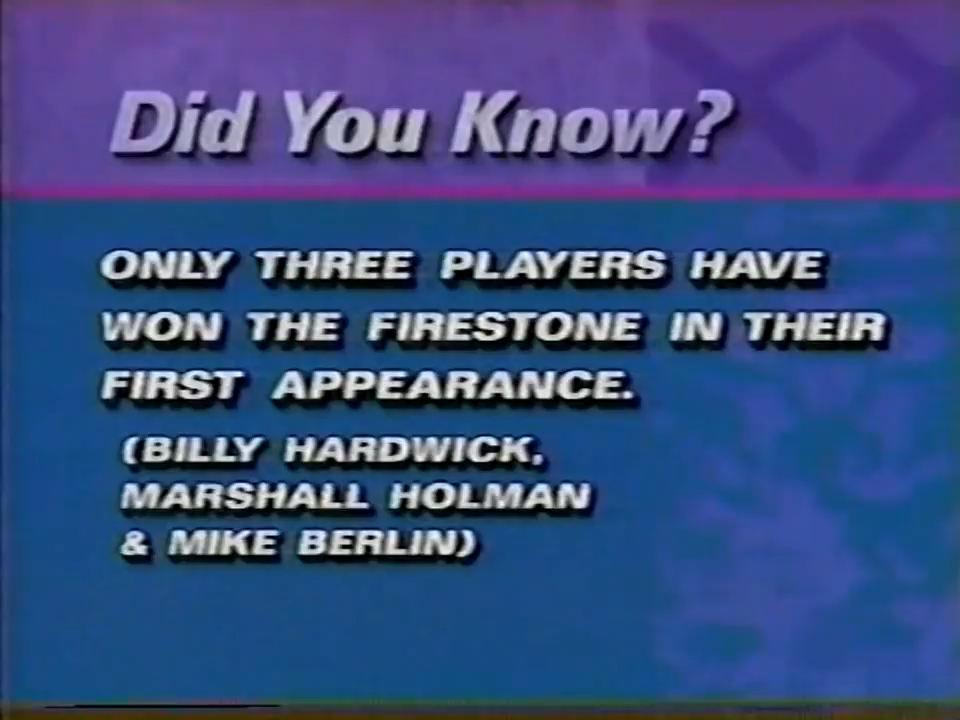 Did You Know?
ONLY THREE PLAYERS HAVE
WON THE FIRESTONE IN THEIR
FIRST APPEARANCE.
(BILLY HARDWICK,
MARSHALL HOLMAN
& MIKE BERLIN)